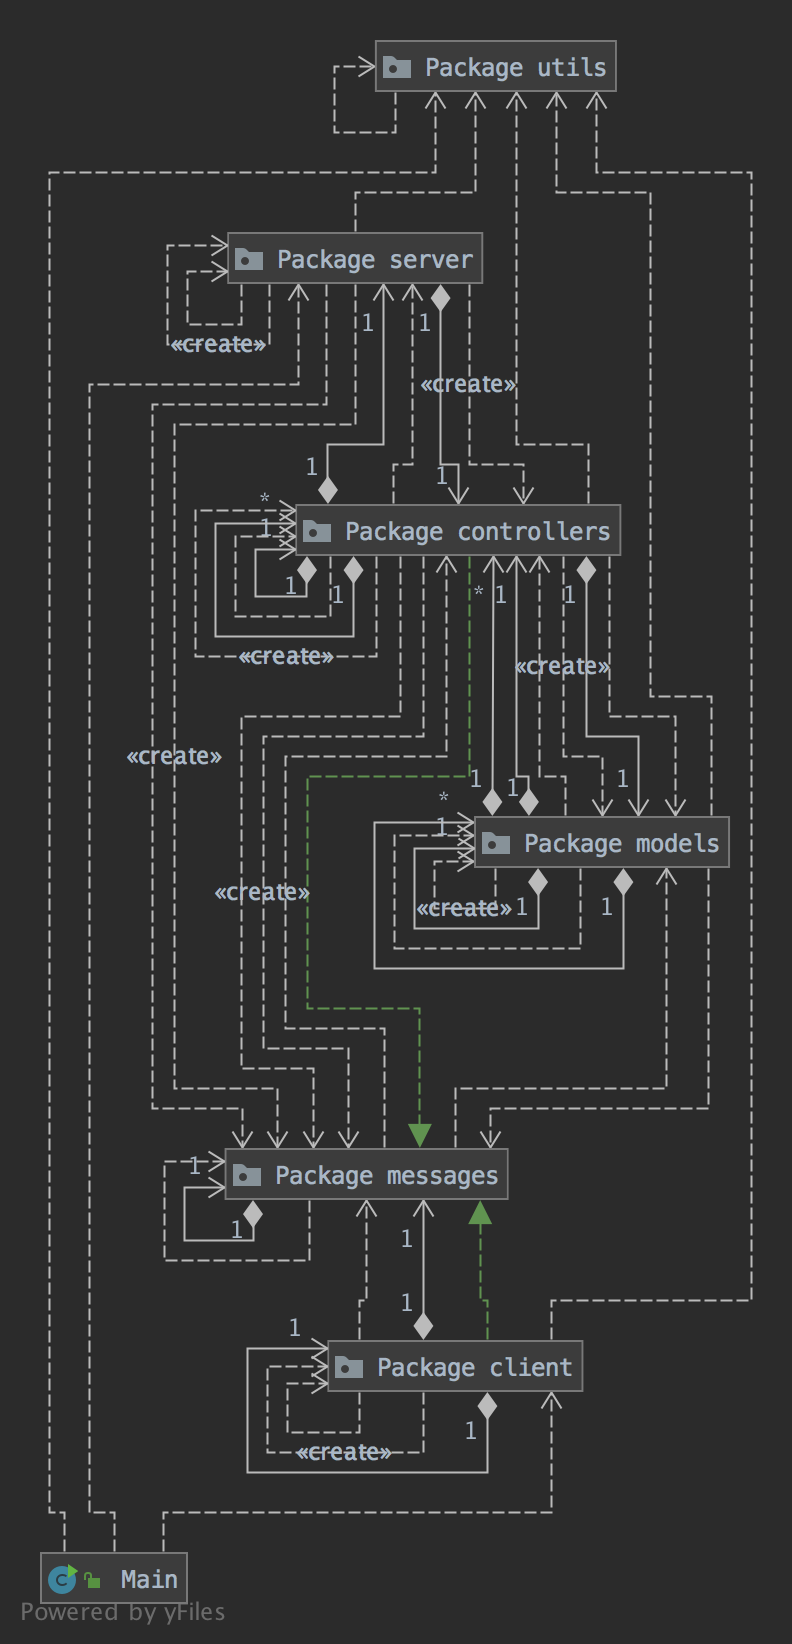 Package utils
Package server
«create»
1
1
«create»
1
1
*
1
Package controllers
1
1
*
1
1
«create»
«create»
«create»
1
1
1
*
1
Package models
«create»
1
1
«create»
1
Package messages
1
1
1
1
Package client
1
«create»
C
Main
Powered by yFiles